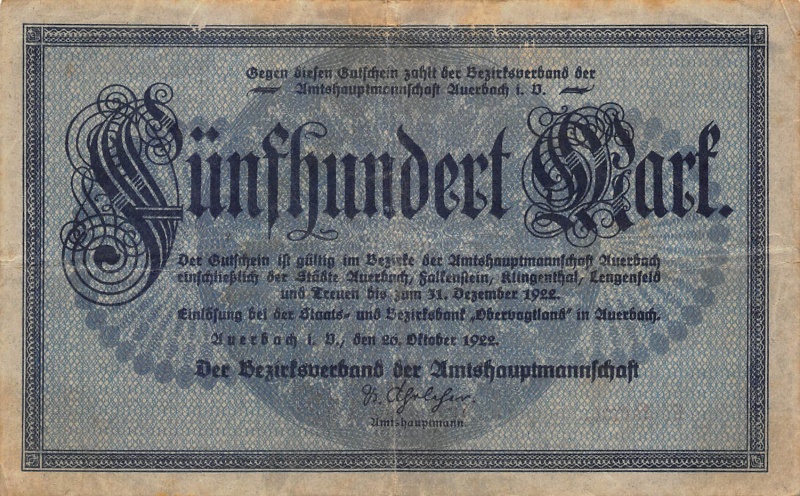 Gegen diesen Gutschein zahlt der Bezirksverband der
Amtshauptmannschaft Auerbach i. V.
Fünfhundert Mark.
Der Gutschein ist gültig im Bezirke der Amtshauptmannschaft Auerbach
einschließlich der Städte Auerbach, Falkenstein, Klingenthal, Lengenfeld
und Treuen bis zum 31. Dezember 1922.
Einlösung bei der Staats- und Bezirksbank „Obervogtland" in Auerbach.
Auerbach i. V., den 20. Oktober 1922.
Der Bezirksverband der Amtshauptmannschaft
Amtshauptmann